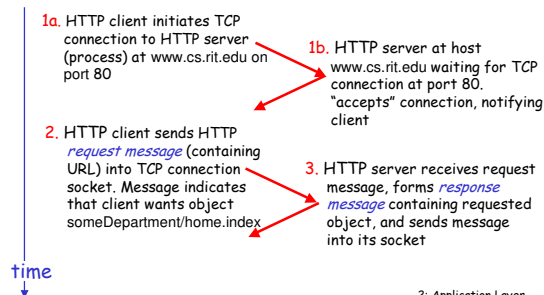 1a. HTTP client initiates TCP
connection to HTTP server
(process) at www.cs.rit.edu on
port 80
1b. HTTP server at host
www.cs.rit.edu waiting for TCP
connection at port 80.
“accepts” connection, notifying
client
2. HTTP client sends HTTP
request message (containing
URL) into TCP connection
socket. Message indicates
that client wants object
someDepartment/home.index
3. HTTP server receives request
message, forms response
message containing requested
object, and sends message
into its socket
time
2: Application Layer